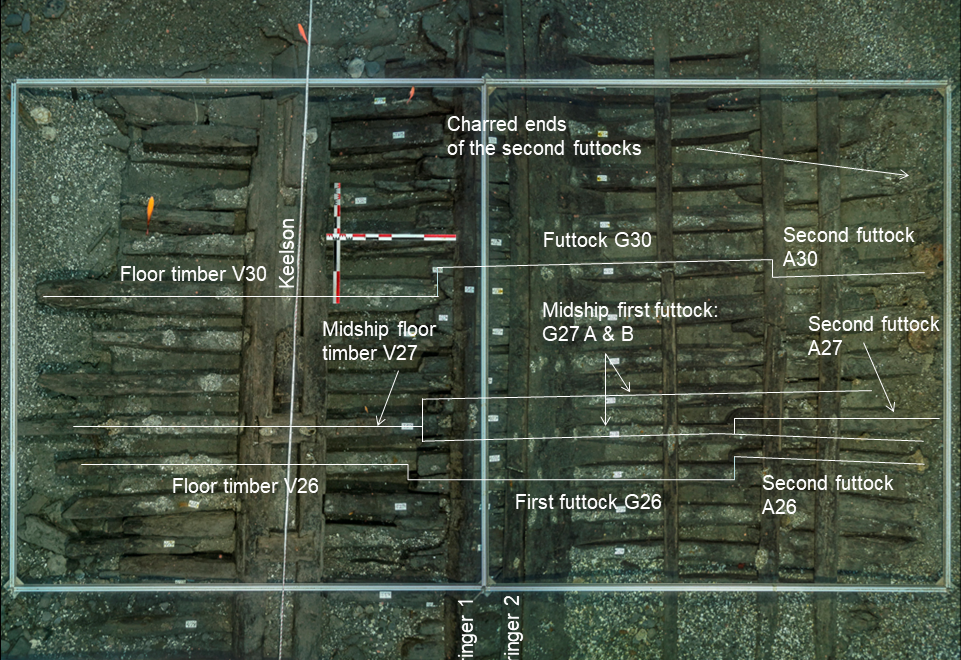 Charred ends
of the second futtocks
Futtock G30
Second futtock
A30
Keelson
Floor timber V30
Midship first futtock:
G27 A & B
Midship floor
timber V27
Second futtock
A27
Floor timber V26
First futtock G26
Second futtock
A26
ringer 1
ringer 2